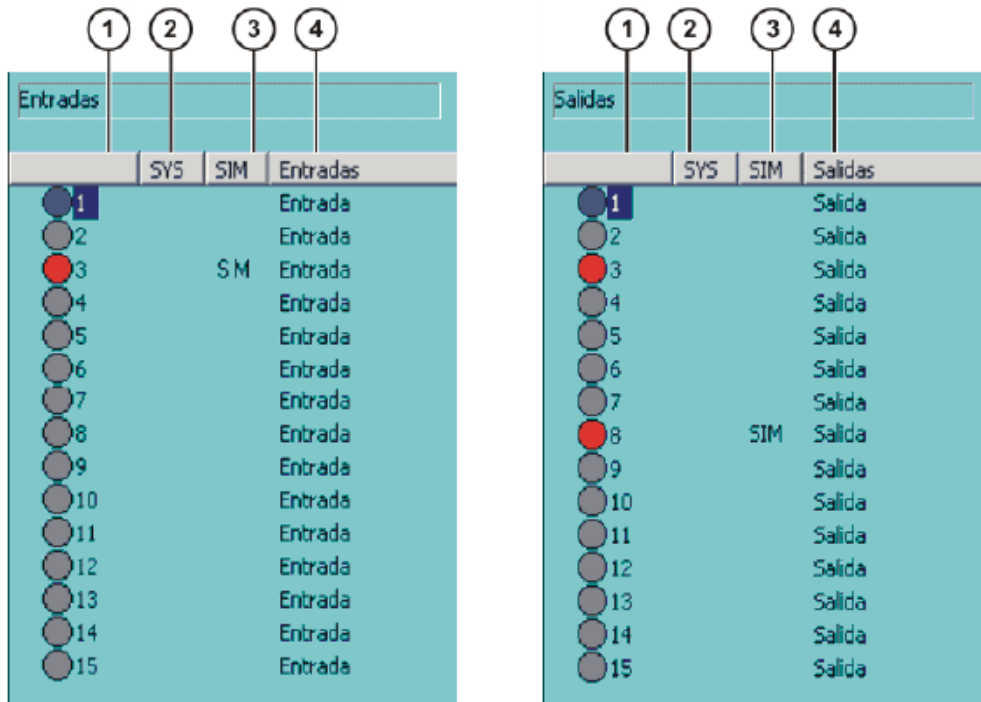 1 2 3 4
Entradas
SYS SIM Entradas
1 Entrada
2 Entrada
3 SIM Entrada
4 Entrada
5 Entrada
6 Entrada
7 Entrada
8 Entrada
9 Entrada
10 Entrada
11 Entrada
12 Entrada
13 Entrada
14 Entrada
15 Entrada
1 2 3 4
Salidas
SYS SIM Salidas
1 Salida
2 Salida
3 Salida
4 Salida
5 Salida
6 Salida
7 Salida
8 SIM Salida
9 Salida
10 Salida
11 Salida
12 Salida
13 Salida
14 Salida
15 Salida